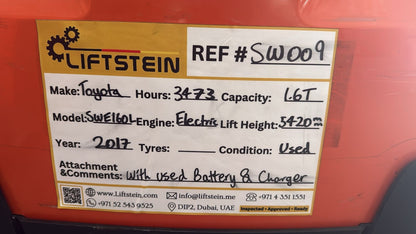 LIFTSTEIN REF # SW009
Make: Toyota Hours: 3473 Capacity: 1.6T
Model: SWE160L Engine: Electric Lift Height: 5420mm
Year: 2017 Tyres: Condition: Used
Attachment
&Comments: With used Battery & Charger
www.Liftstein.com info@liftstein.me +971 4 351 1551
+971 52 543 9525 DIP2, Dubai, UAE Inspected • Approved • Ready